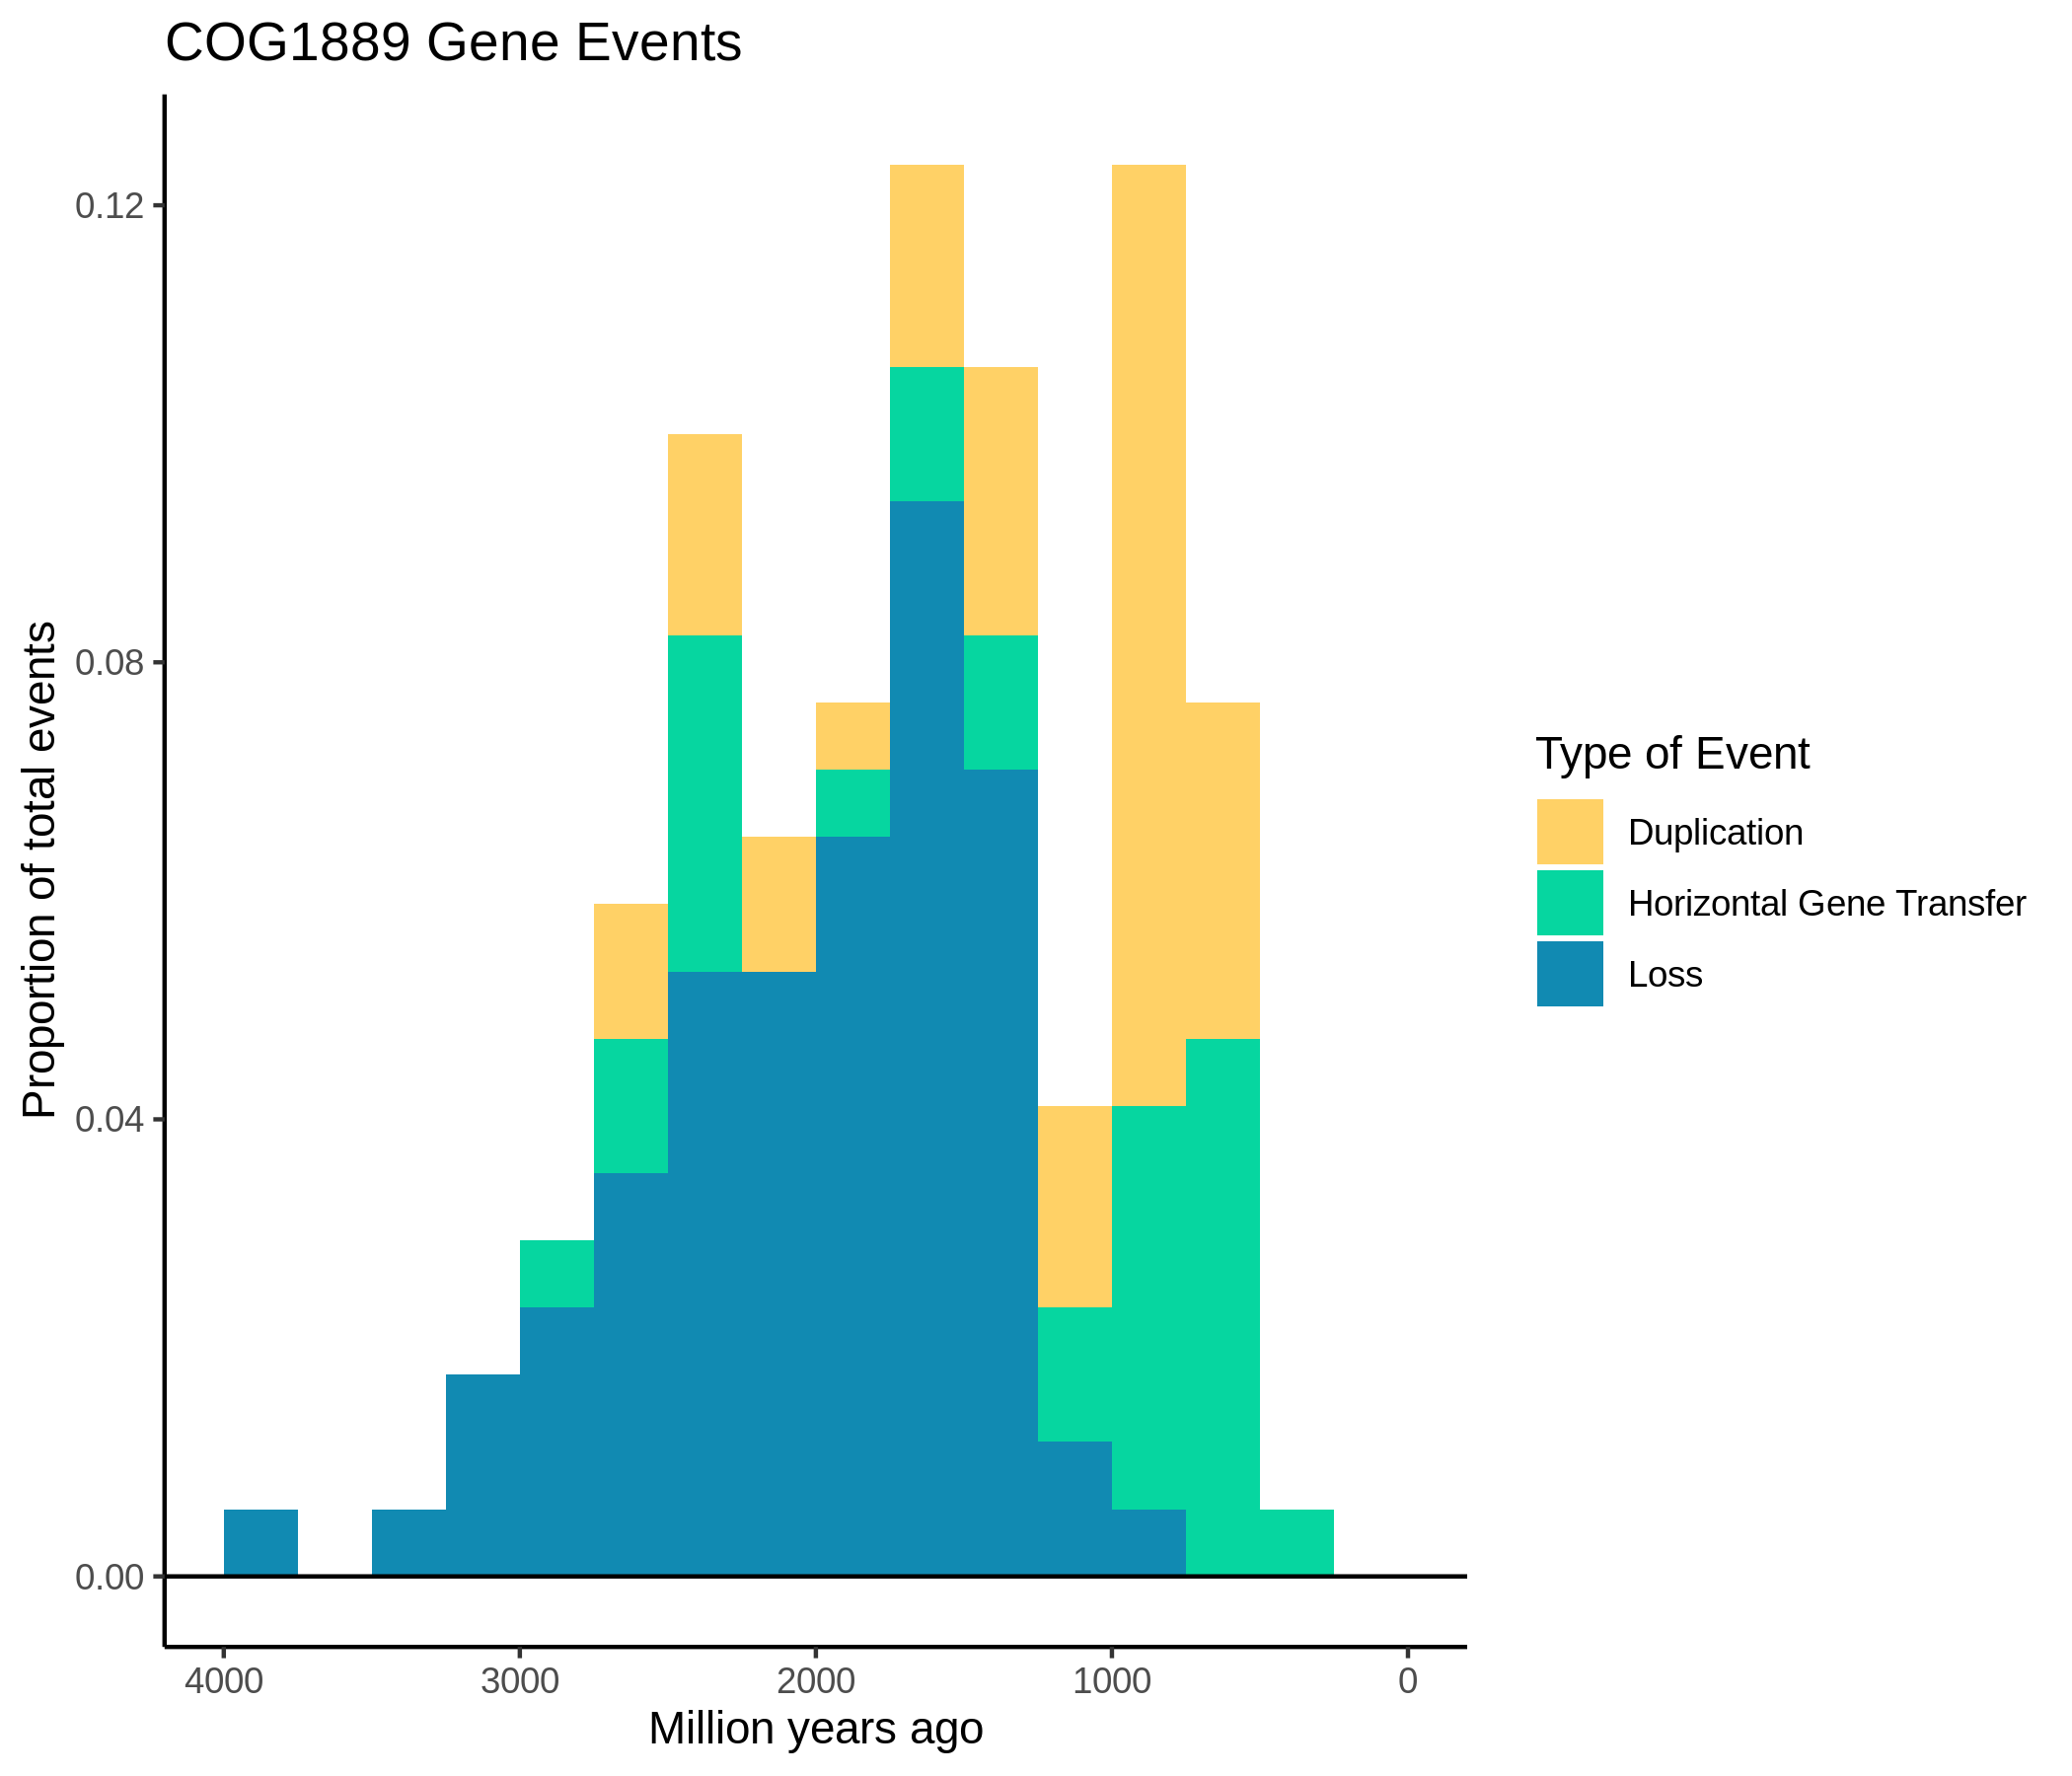 COG1889 Gene Events
Proportion of total events
0.12
0.08
0.04
0.00
4000 3000 2000 1000 0
Million years ago
Type of Event
Duplication
Horizontal Gene Transfer
Loss